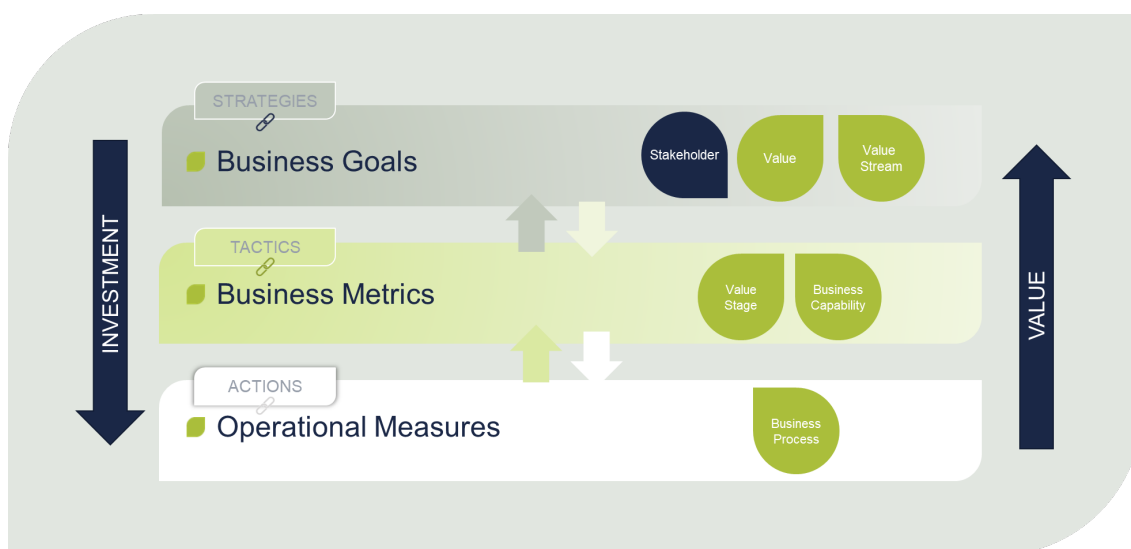 STRATEGIES
Business Goals
Stakeholder
Value
Value
Stream
INVESTMENT
TACTICS
Business Metrics
Value
Stage
Business
Capability
VALUE
ACTIONS
Operational Measures
Business
Process